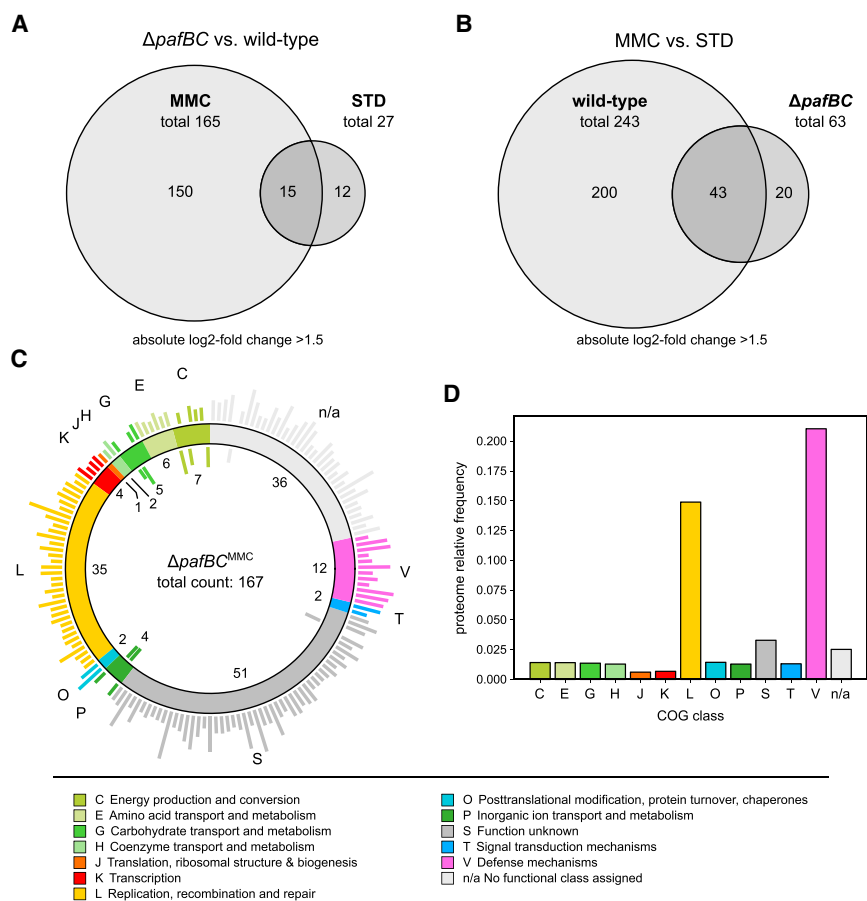 A
ΔpafBC vs. wild-type
MMC
total 165
STD
total 27
150
15
12
absolute log2-fold change >1.5
B
MMC vs. STD
wild-type
total 243
ΔpafBC
total 63
200
43
20
absolute log2-fold change >1.5
C
n/a
C
E
G
H
J
K
L
O
P
S
T
V
36
12
2
51
4
2
35
4
1
2
5
6
7
ΔpafBCMMC
total count: 167
D
proteome relative frequency
0.200
0.175
0.150
0.125
0.100
0.075
0.050
0.025
0.000
C E G H J K L O P S T V n/a
COG class
C Energy production and conversion
E Amino acid transport and metabolism
G Carbohydrate transport and metabolism
H Coenzyme transport and metabolism
J Translation, ribosomal structure & biogenesis
K Transcription
L Replication, recombination and repair
O Posttranslational modification, protein turnover, chaperones
P Inorganic ion transport and metabolism
S Function unknown
T Signal transduction mechanisms
V Defense mechanisms
n/a No functional class assigned